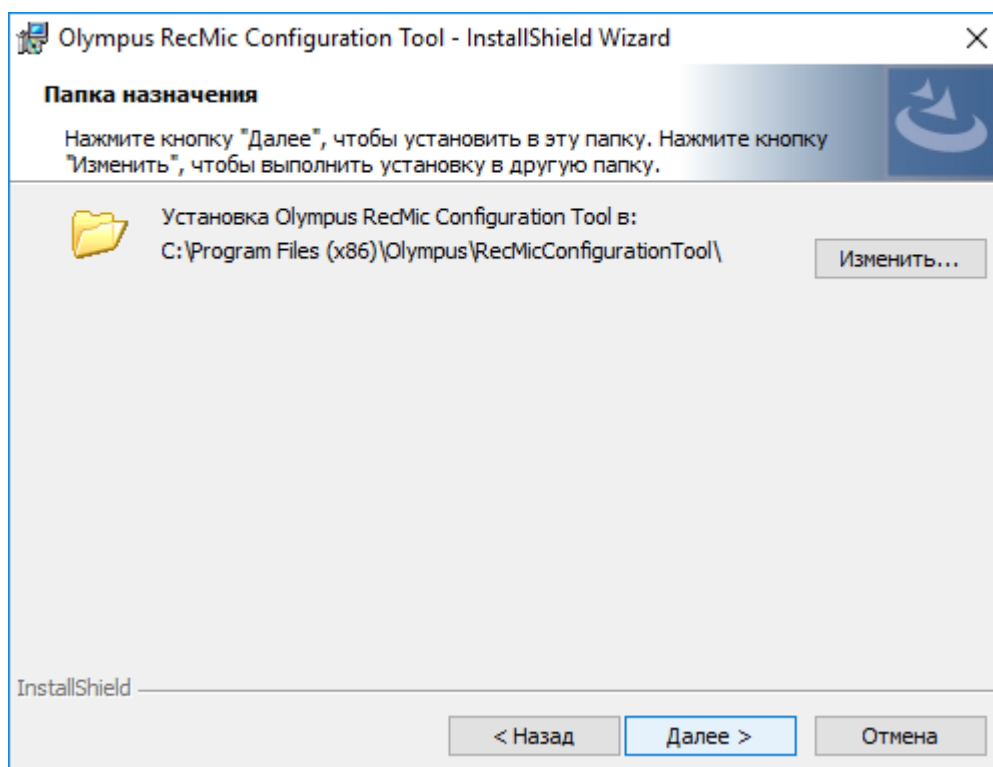 Olympus RecMic Configuration Tool - InstallShield Wizard
Папка назначения
Нажмите кнопку "Далее", чтобы установить в эту папку. Нажмите кнопку
"Изменить", чтобы выполнить установку в другую папку.
Установка Olympus RecMic Configuration Tool в:
C:\Program Files (x86)\Olympus\RecMicConfigurationTool\
Изменить...
InstallShield
< Назад
Далее >
Отмена